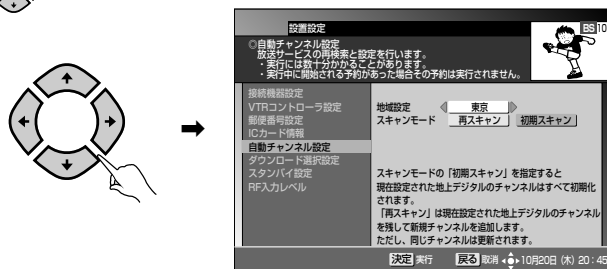 設置設定
BS 10
◎自動チャンネル設定
放送サービスの再検索と設定を行います。
・実行には数十分かかることがあります。
・実行中に開始される予約があった場合その予約は実行されません。
接続機器設定
VTRコントローラ設定
郵便番号設定
ICカード情報
自動チャンネル設定
ダウンロード選択設定
スタンバイ設定
RF入力レベル
地域設定 東京
スキャンモード 再スキャン 初期スキャン
スキャンモードの「初期スキャン」を指定すると
現在設定された地上デジタルのチャンネルはすべて初期化
されます。
「再スキャン」は現在設定された地上デジタルのチャンネル
を残して新規チャンネルを追加します。
ただし、同じチャンネルは更新されます。
決定 実行 戻る 取消 10月20日 (木) 20:45